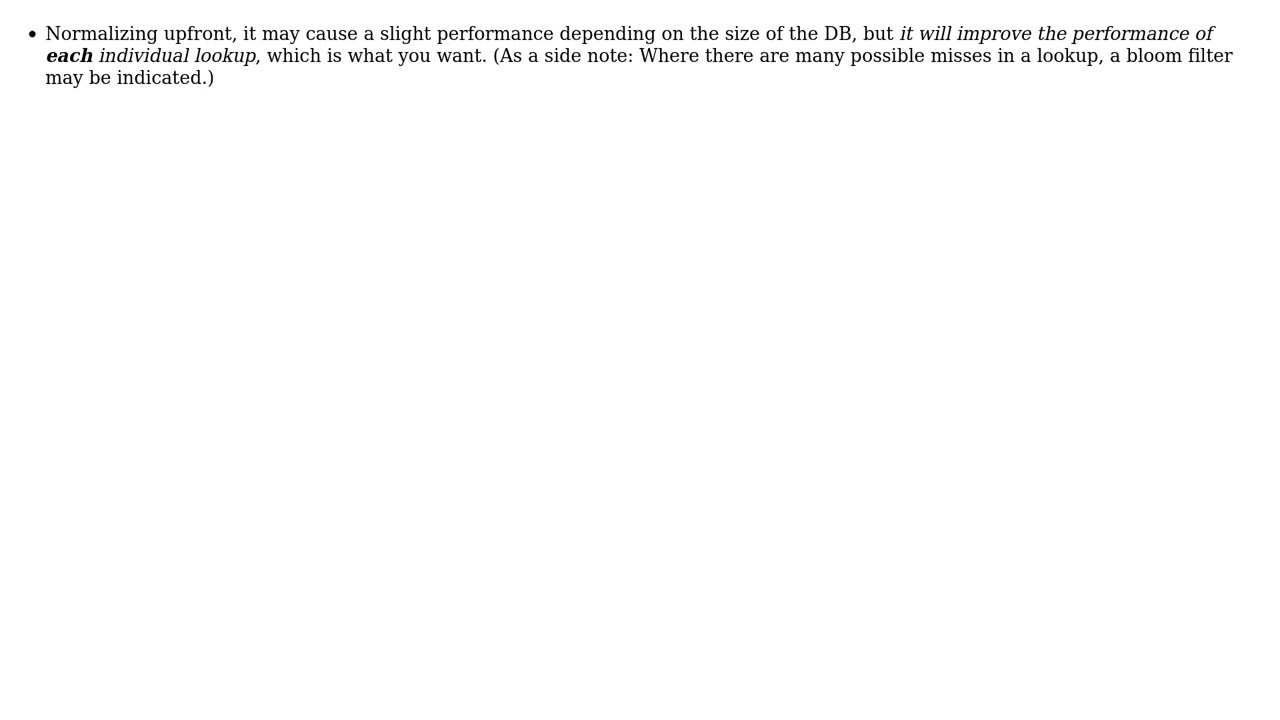 • Normalizing upfront, it may cause a slight performance depending on the size of the DB, but it will improve the performance of
each individual lookup, which is what you want. (As a side note: Where there are many possible misses in a lookup, a bloom filter
may be indicated.)